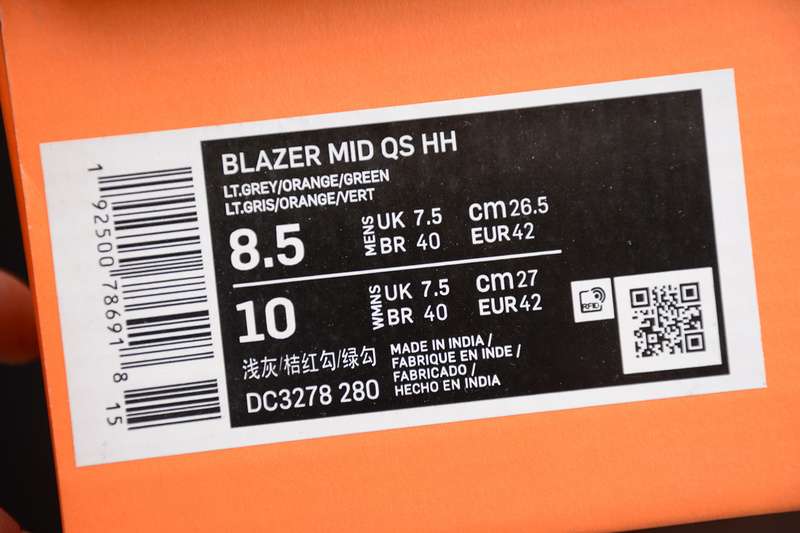 BLAZER MID QS HH
LT.GREY/ORANGE/GREEN
LT.GRIS/ORANGE/VERT
8.5
MENS
UK 7.5 cm 26.5
BR 40 EUR 42
10
WMNS
UK 7.5 cm 27
BR 40 EUR 42
浅灰/桔红勾/绿勾
DC3278 280
MADE IN INDIA /
FABRIQUE EN INDE /
FABRICADO /
HECHO EN INDIA
RFID
1 92500 78691 8 15